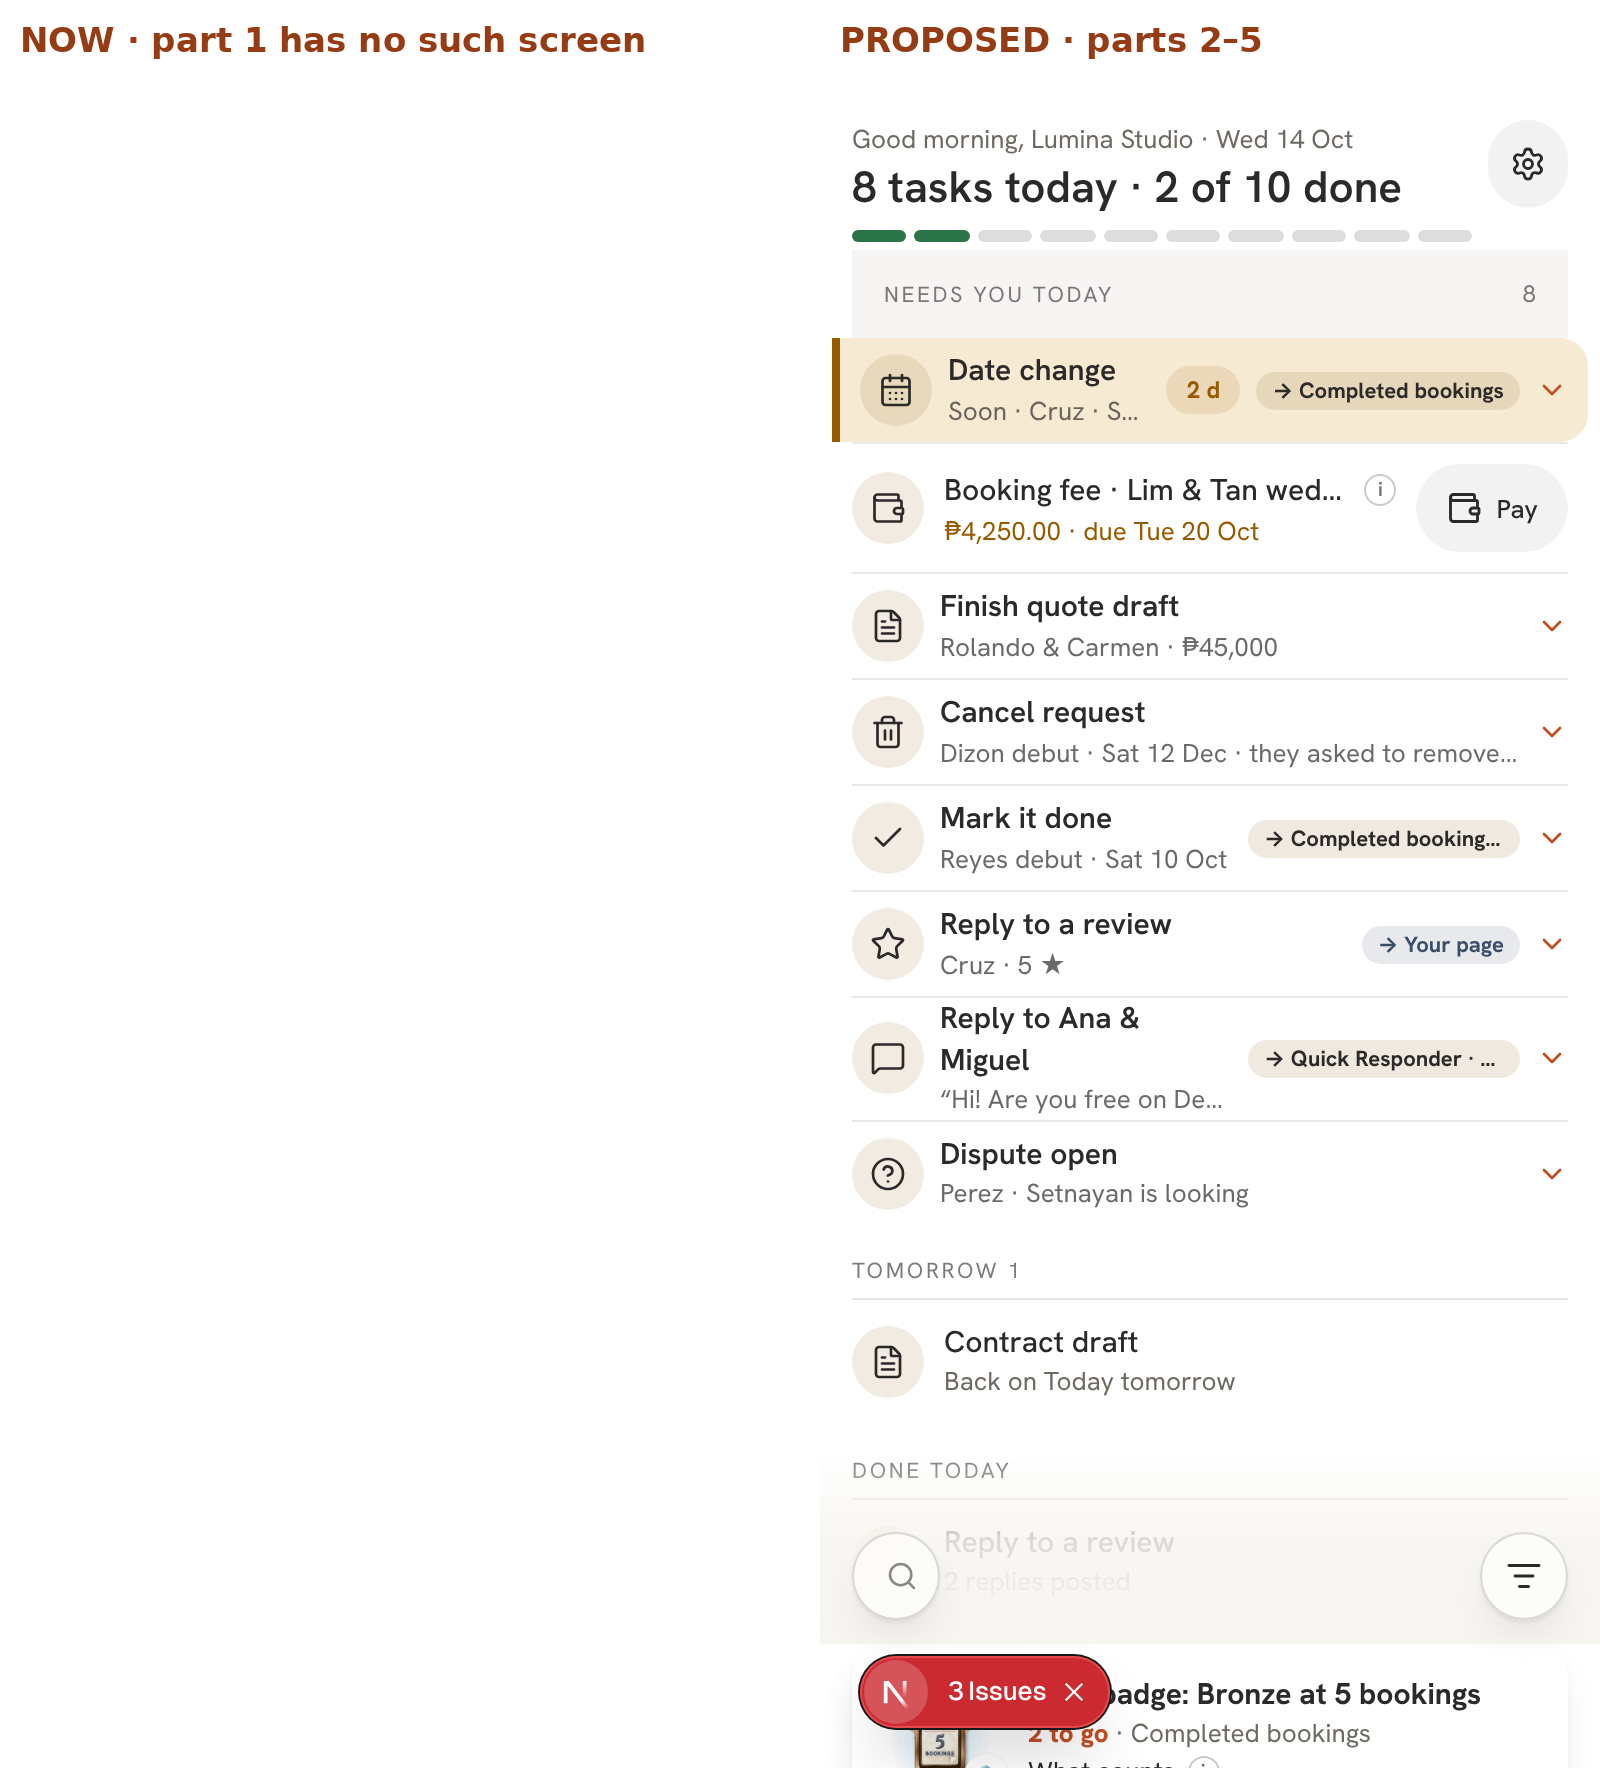 NOW · part 1 has no such screen
PROPOSED · parts 2–5
Good morning, Lumina Studio · Wed 14 Oct
8 tasks today · 2 of 10 done
NEEDS YOU TODAY 8
Date change
Soon · Cruz · S...
2 d
→ Completed bookings
Booking fee · Lim & Tan wed... i
₱4,250.00 · due Tue 20 Oct
Pay
Finish quote draft
Rolando & Carmen · ₱45,000
Cancel request
Dizon debut · Sat 12 Dec · they asked to remove...
Mark it done
Reyes debut · Sat 10 Oct
→ Completed booking...
Reply to a review
Cruz · 5 ★
→ Your page
Reply to Ana &
Miguel
“Hi! Are you free on De...
→ Quick Responder · ...
Dispute open
Perez · Setnayan is looking
TOMORROW 1
Contract draft
Back on Today tomorrow
DONE TODAY
Reply to a review
2 replies posted
N 3 Issues ×
badge: Bronze at 5 bookings
2 to go · Completed bookings
5
BOOKINGS
What counts i